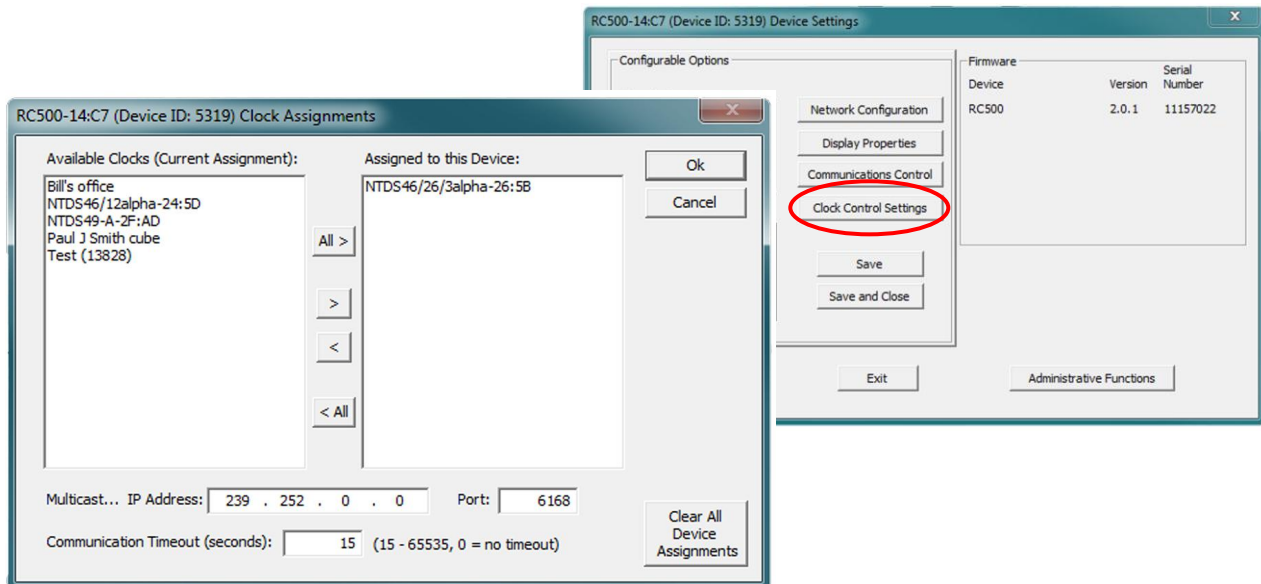 RC500-14:C7 (Device ID: 5319) Device Settings
x
Configurable Options
Network Configuration
Display Properties
Communications Control
Clock Control Settings
Save
Save and Close
Firmware
Device Version Serial Number
RC500 2.0.1 11157022
Exit
Administrative Functions
RC500-14:C7 (Device ID: 5319) Clock Assignments
x
Available Clocks (Current Assignment):
Bill's office
NTDS46/12alpha-24:5D
NTDS49-A-2F:AD
Paul J Smith cube
Test (13828)
All >
>
<
< All
Assigned to this Device:
NTDS46/26/3alpha-26:5B
Ok
Cancel
Multicast... IP Address: 239 . 252 . 0 . 0 Port: 6168
Communication Timeout (seconds): 15 (15 - 65535, 0 = no timeout)
Clear All
Device
Assignments